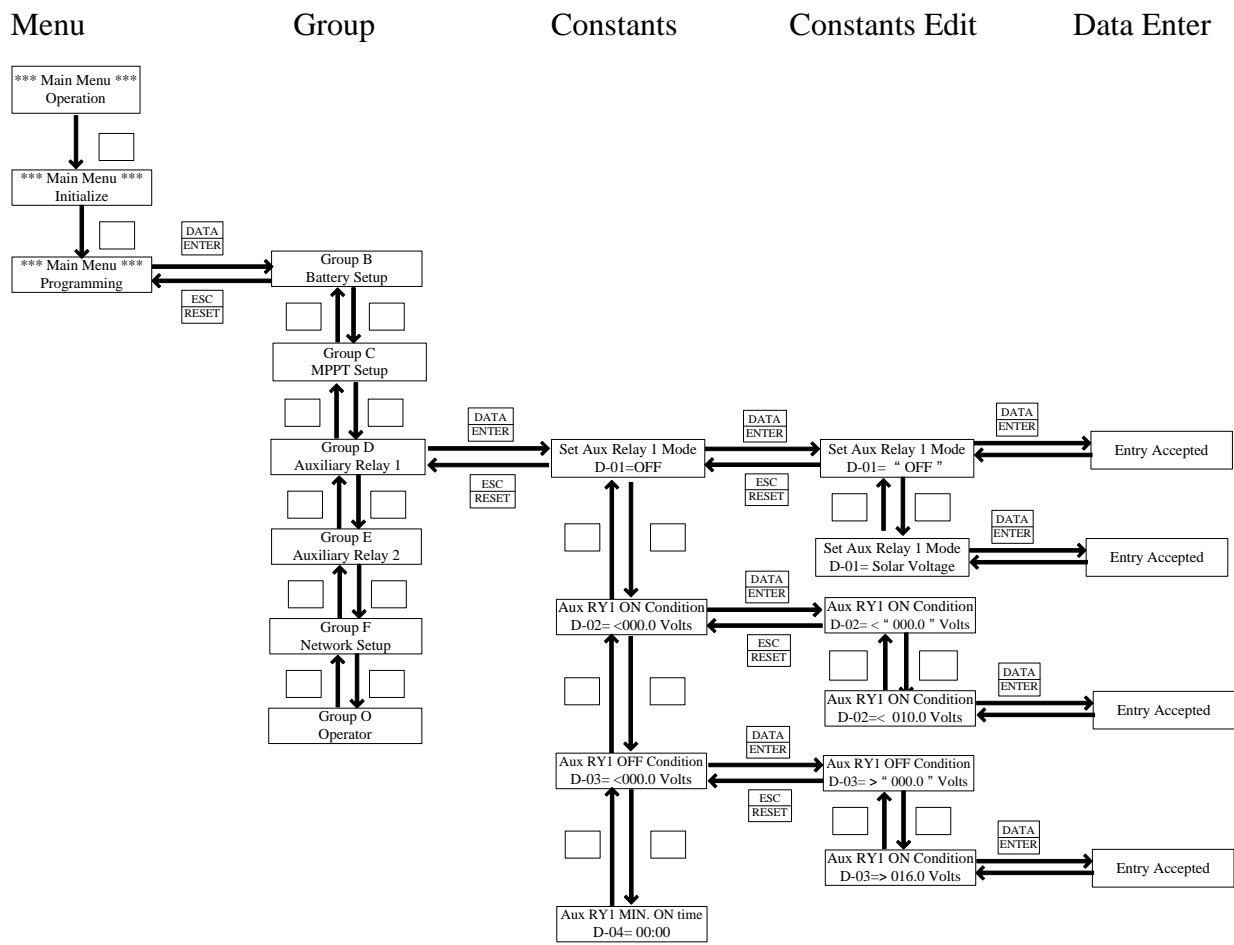 Menu
Group
Constants
Constants Edit
Data Enter
*** Main Menu ***
Operation
*** Main Menu ***
Initialize
*** Main Menu ***
Programming
DATA
ENTER
ESC
RESET
Group B
Battery Setup
Group C
MPPT Setup
Group D
Auxiliary Relay 1
Group E
Auxiliary Relay 2
Group F
Network Setup
Group O
Operator
DATA
ENTER
ESC
RESET
Set Aux Relay 1 Mode
D-01=OFF
Aux RY1 ON Condition
D-02= <000.0 Volts
Aux RY1 OFF Condition
D-03= <000.0 Volts
Aux RY1 MIN. ON time
D-04= 00:00
DATA
ENTER
ESC
RESET
DATA
ENTER
ESC
RESET
DATA
ENTER
ESC
RESET
Set Aux Relay 1 Mode
D-01= “ OFF ”
Set Aux Relay 1 Mode
D-01= Solar Voltage
Aux RY1 ON Condition
D-02= < “ 000.0 ” Volts
Aux RY1 ON Condition
D-02=< 010.0 Volts
Aux RY1 OFF Condition
D-03= > “ 000.0 ” Volts
Aux RY1 ON Condition
D-03=> 016.0 Volts
DATA
ENTER
DATA
ENTER
DATA
ENTER
DATA
ENTER
Entry Accepted
Entry Accepted
Entry Accepted
Entry Accepted